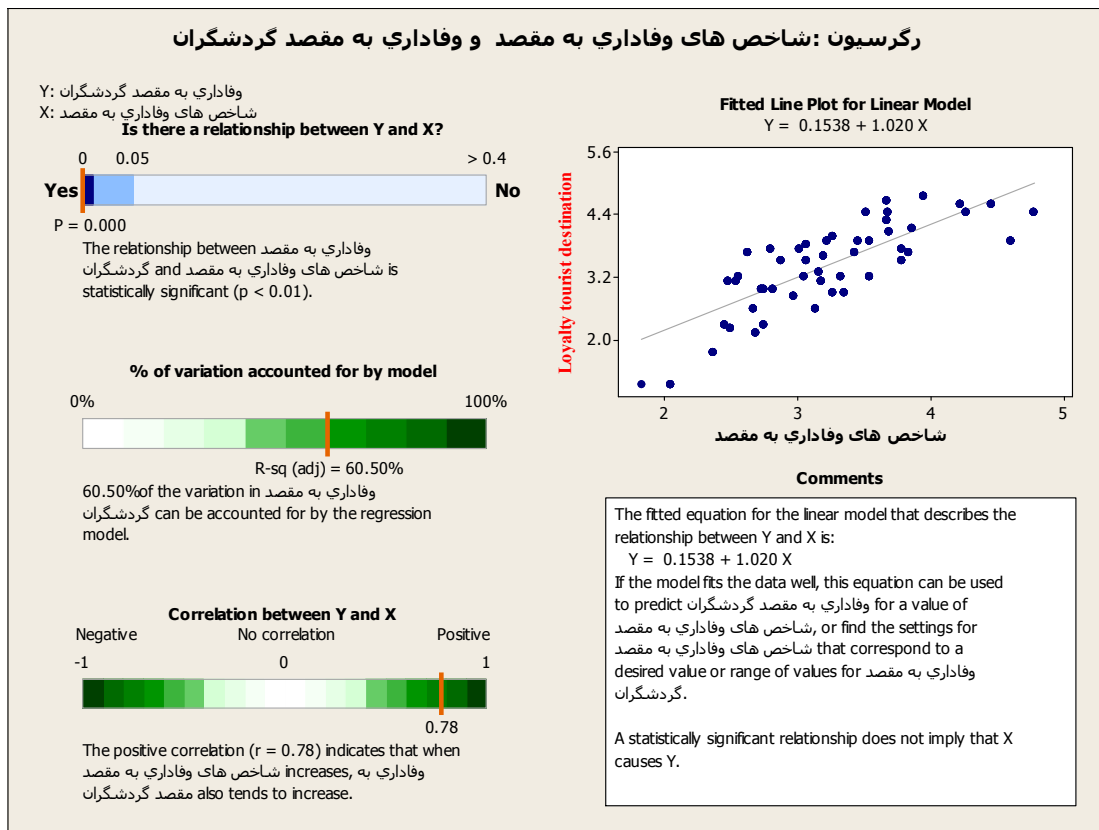 رگرسیون :شاخص های وفاداري به مقصد و وفاداري به مقصد گردشگران
Y: وفاداري به مقصد گردشگران
X: شاخص های وفاداري به مقصد
Is there a relationship between Y and X?
0 0.05 > 0.4
Yes No
P = 0.000
The relationship between وفاداري به مقصد
گردشگران and شاخص های وفاداري به مقصد is
statistically significant (p < 0.01).
% of variation accounted for by model
0% 100%
R-sq (adj) = 60.50%
60.50%of the variation in وفاداري به مقصد
گردشگران can be accounted for by the regression
model.
Correlation between Y and X
Negative No correlation Positive
-1 0 1
0.78
The positive correlation (r = 0.78) indicates that when
شاخص های وفاداري به مقصد increases, وفاداري به
مقصد گردشگران also tends to increase.
Fitted Line Plot for Linear Model
Y = 0.1538 + 1.020 X
5.6
4.4
3.2
2.0
Loyalty tourist destination
2 3 4 5
شاخص های وفاداري به مقصد
Comments
The fitted equation for the linear model that describes the
relationship between Y and X is:
Y = 0.1538 + 1.020 X
If the model fits the data well, this equation can be used
to predict وفاداري به مقصد گردشگران for a value of
شاخص های وفاداري به مقصد, or find the settings for
شاخص های وفاداري به مقصد that correspond to a
desired value or range of values for وفاداري به مقصد
گردشگران.
A statistically significant relationship does not imply that X
causes Y.